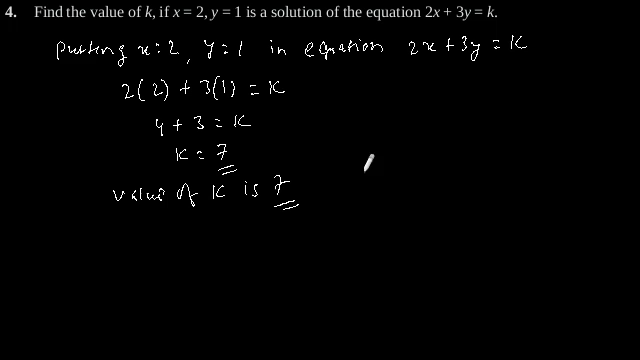 4. Find the value of k, if x = 2, y = 1 is a solution of the equation 2x + 3y = k.
putting x = 2, y = 1 in equation 2x + 3y = k
2(2) + 3(1) = k
4 + 3 = k
k = 7
value of k is 7